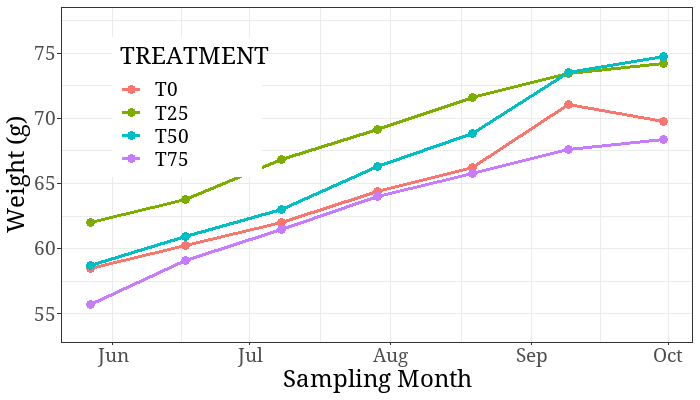 TREATMENT
T0
T25
T50
T75
Weight (g)
75
70
65
60
55
Jun Jul Aug Sep Oct
Sampling Month